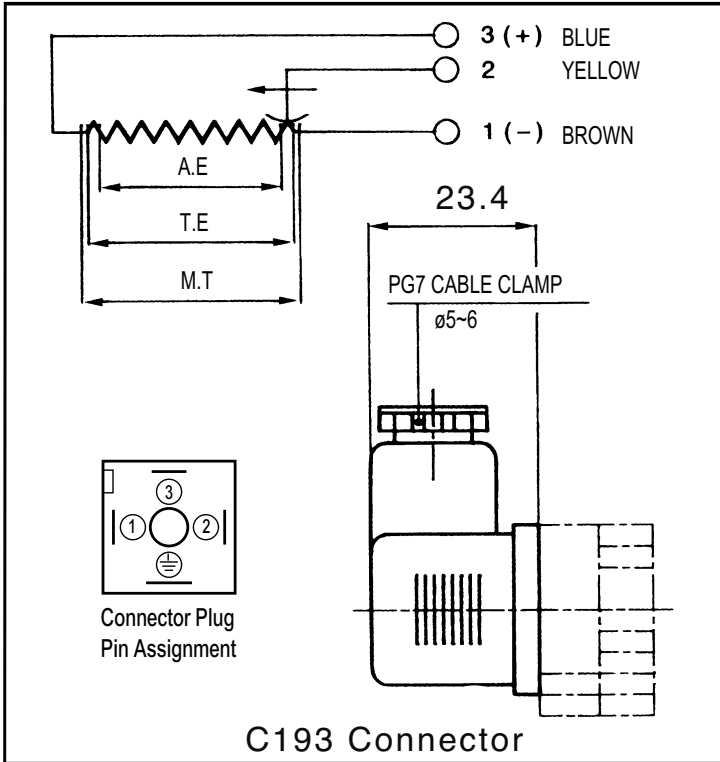 3 (+) BLUE
2 YELLOW
1 (−) BROWN
A.E
T.E
M.T
23.4
PG7 CABLE CLAMP
ø5~6
3
1 2
Connector Plug
Pin Assignment
C193 Connector